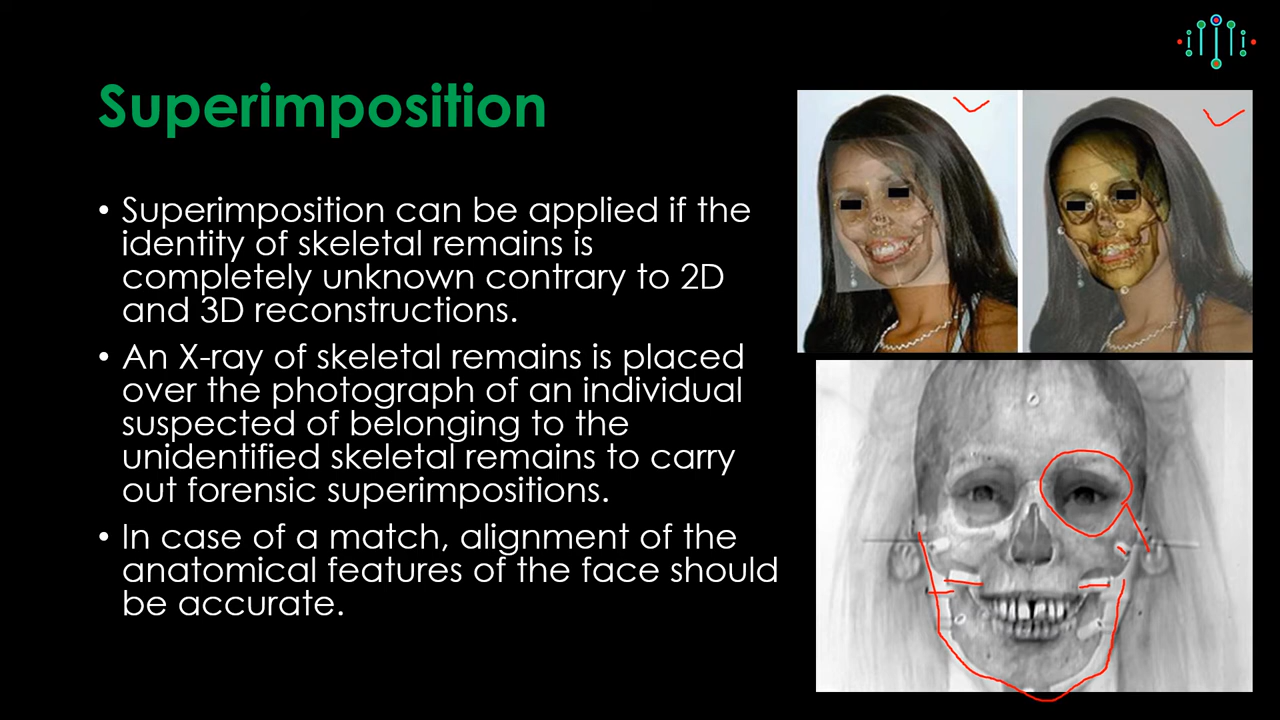 Superimposition
• Superimposition can be applied if the
identity of skeletal remains is
completely unknown contrary to 2D
and 3D reconstructions.
• An X-ray of skeletal remains is placed
over the photograph of an individual
suspected of belonging to the
unidentified skeletal remains to carry
out forensic superimpositions.
• In case of a match, alignment of the
anatomical features of the face should
be accurate.